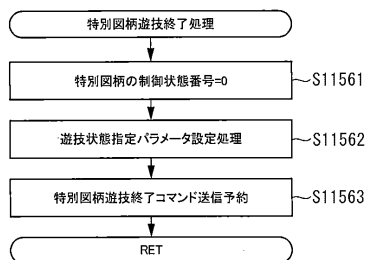 特別図柄遊技終了処理
特別図柄の制御状態番号=0
S11561
遊技状態指定パラメータ設定処理
S11562
特別図柄遊技終了コマンド送信予約
S11563
RET